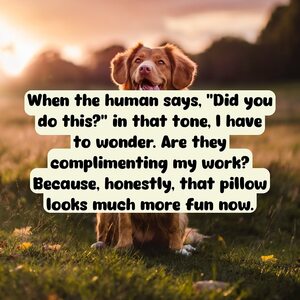 When the human says, "Did you
do this?" in that tone, I have
to wonder. Are they
complimenting my work?
Because, honestly, that pillow
looks much more fun now.